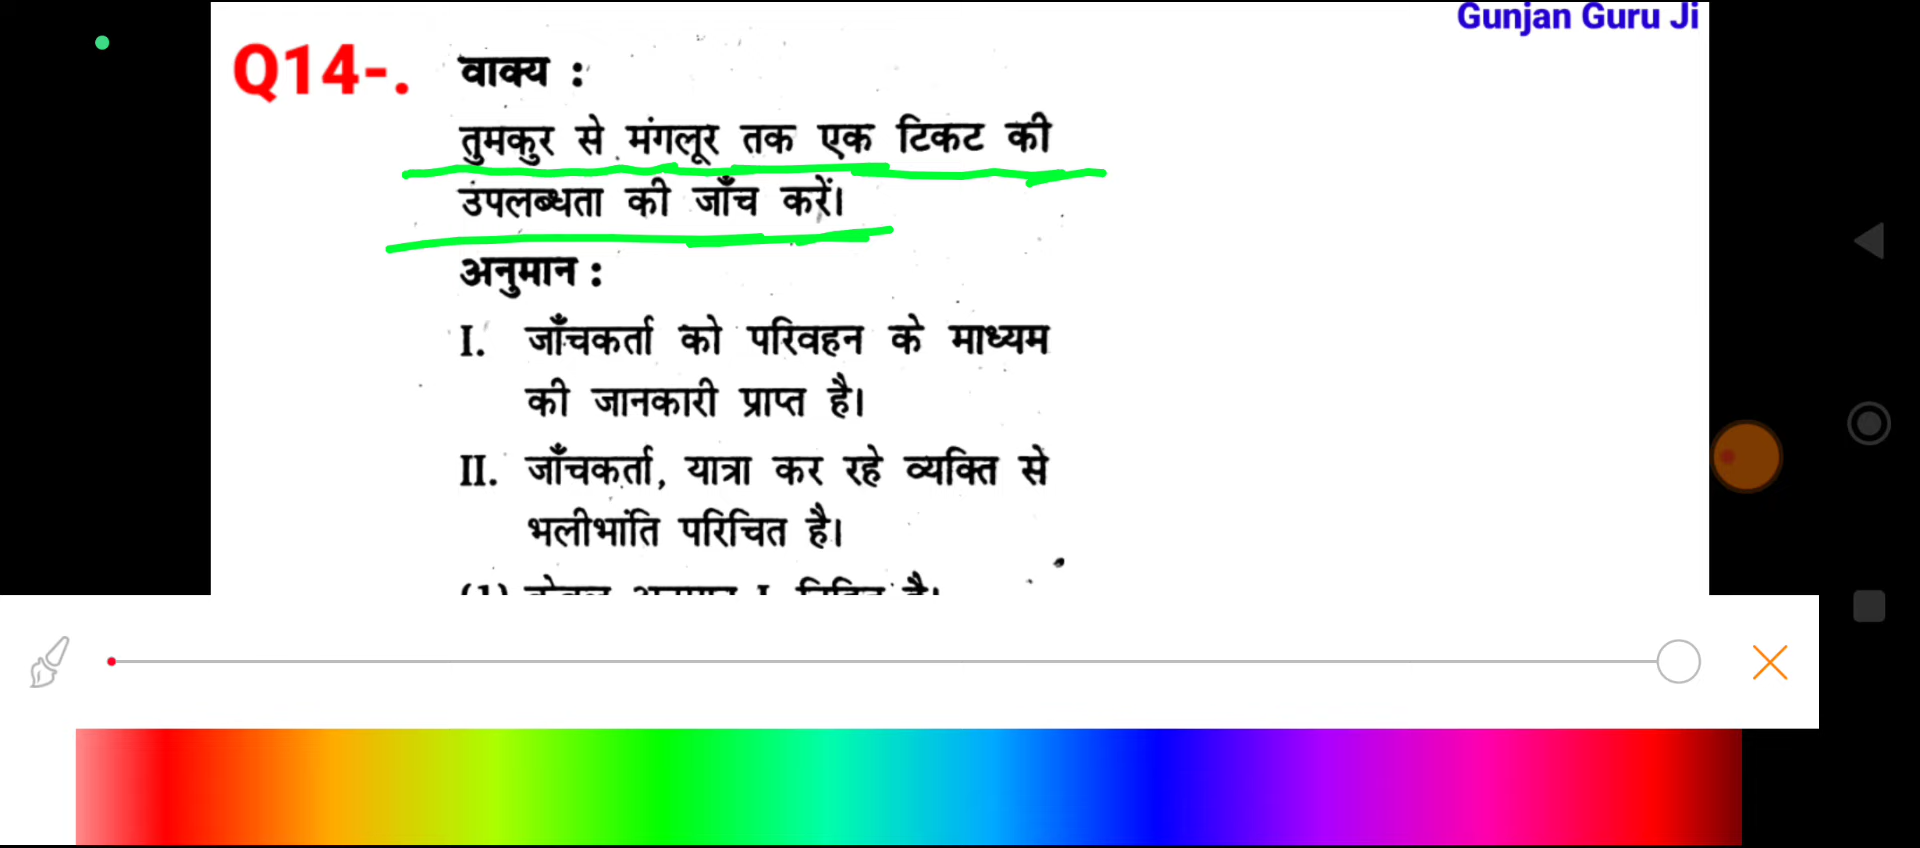 Gunjan Guru Ji
Q14-. वाक्य :
तुमकुर से मंगलूर तक एक टिकट की
उपलब्धता की जाँच करें।
अनुमान :
I. जाँचकर्ता को परिवहन के माध्यम
की जानकारी प्राप्त है।
II. जाँचकर्ता, यात्रा कर रहे व्यक्ति से
भलीभांति परिचित है।